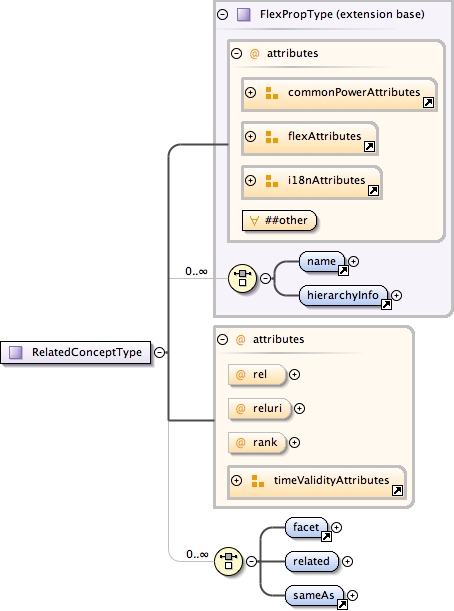 FlexPropType (extension base)
@ attributes
commonPowerAttributes
flexAttributes
i18nAttributes
∀ ##other
0..∞
name
hierarchyInfo
RelatedConceptType
@ attributes
@ rel
@ reluri
@ rank
timeValidityAttributes
0..∞
facet
related
sameAs